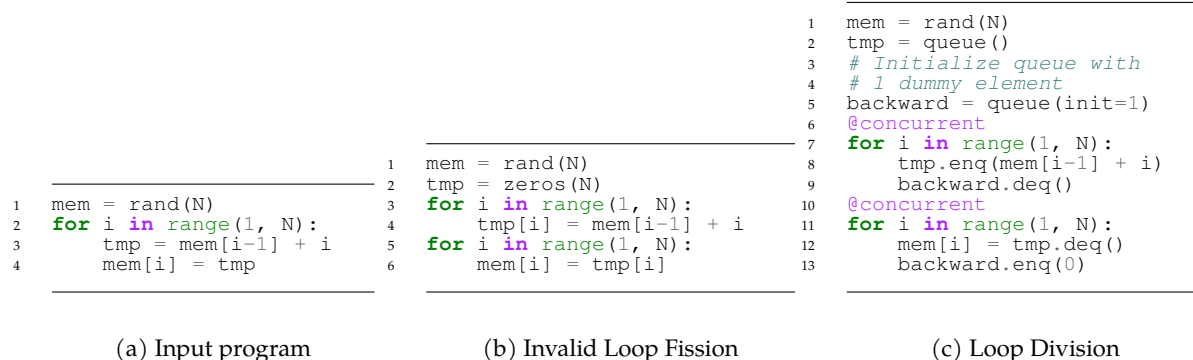 1 mem = rand(N)
2 for i in range(1, N):
3     tmp = mem[i-1] + i
4     mem[i] = tmp
(a) Input program
1 mem = rand(N)
2 tmp = zeros(N)
3 for i in range(1, N):
4     tmp[i] = mem[i-1] + i
5 for i in range(1, N):
6     mem[i] = tmp[i]
(b) Invalid Loop Fission
1 mem = rand(N)
2 tmp = queue()
3 # Initialize queue with
4 # 1 dummy element
5 backward = queue(init=1)
6 @concurrent
7 for i in range(1, N):
8     tmp.enq(mem[i-1] + i)
9     backward.deq()
10 @concurrent
11 for i in range(1, N):
12     mem[i] = tmp.deq()
13     backward.enq(0)
(c) Loop Division